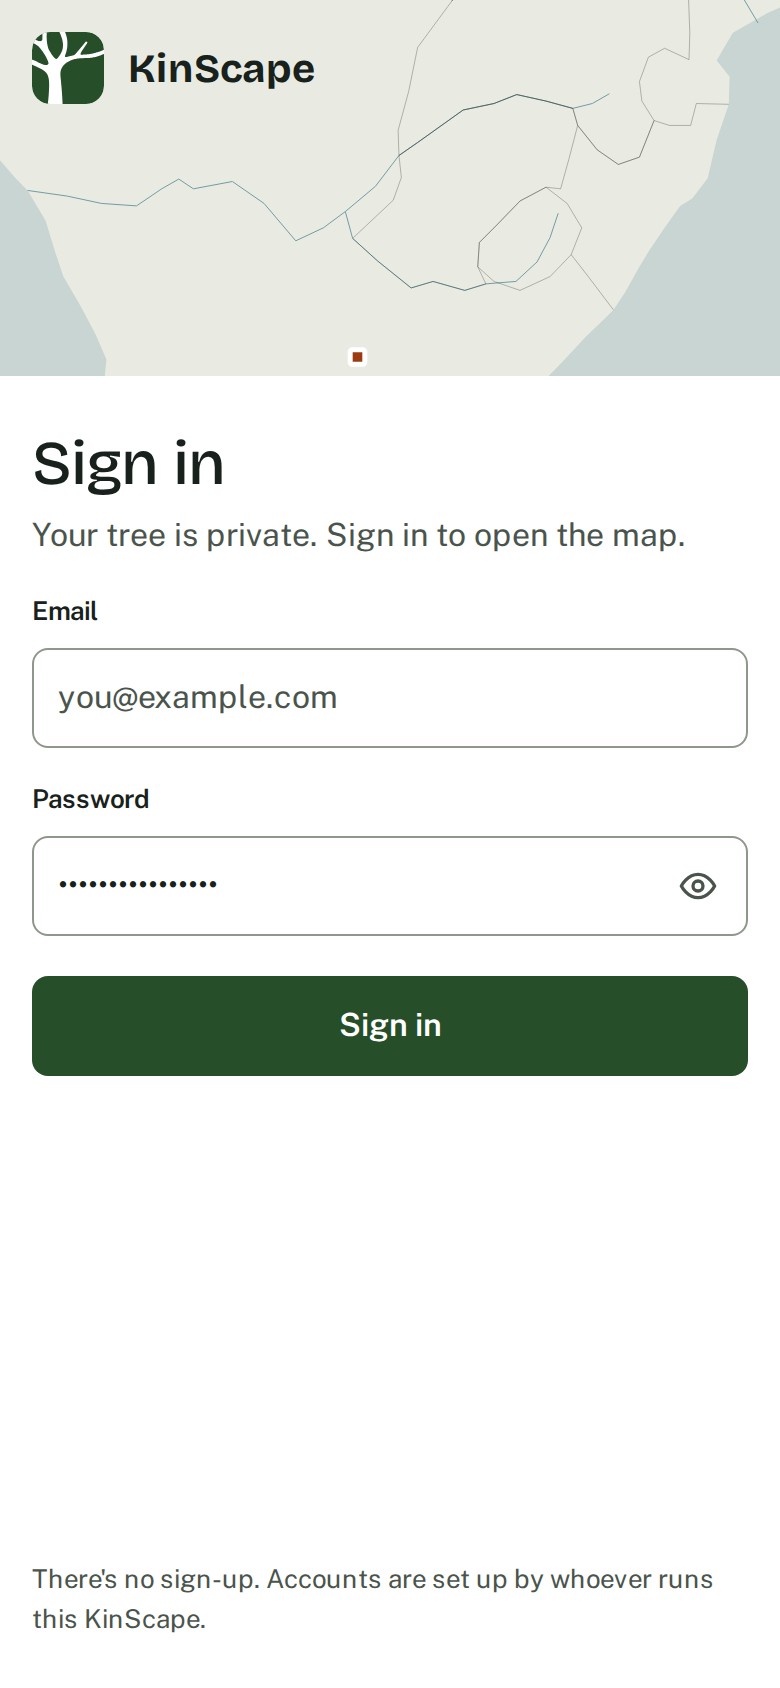 KinScape
Sign in
Your tree is private. Sign in to open the map.
Email
you@example.com
Password
••••••••••••••••
Sign in
There's no sign-up. Accounts are set up by whoever runs
this KinScape.